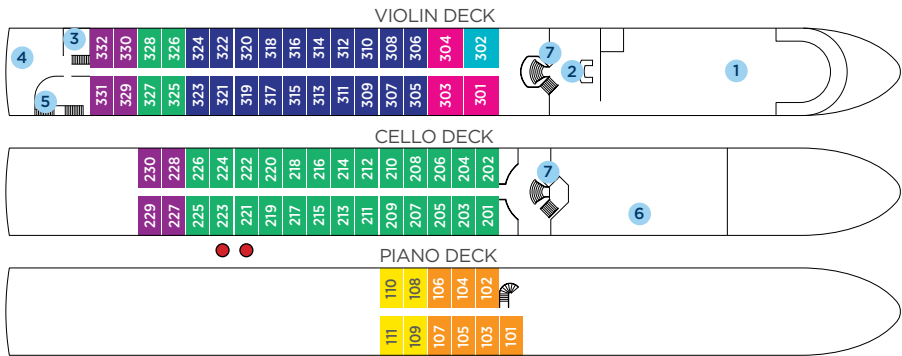 VIOLIN DECK
3
4
332 330 328 326 324 322 320 318 316 314 312 310 308 306 304 302
7
2
1
5
331 329 327 325 323 321 319 317 315 313 311 309 307 305 303 301
CELLO DECK
230 228 226 224 222 220 218 216 214 212 210 208 206 204 202
7
6
229 227 225 223 221 219 217 215 213 211 209 207 205 203 201
PIANO DECK
110 108 106 104 102
111 109 107 105 103 101